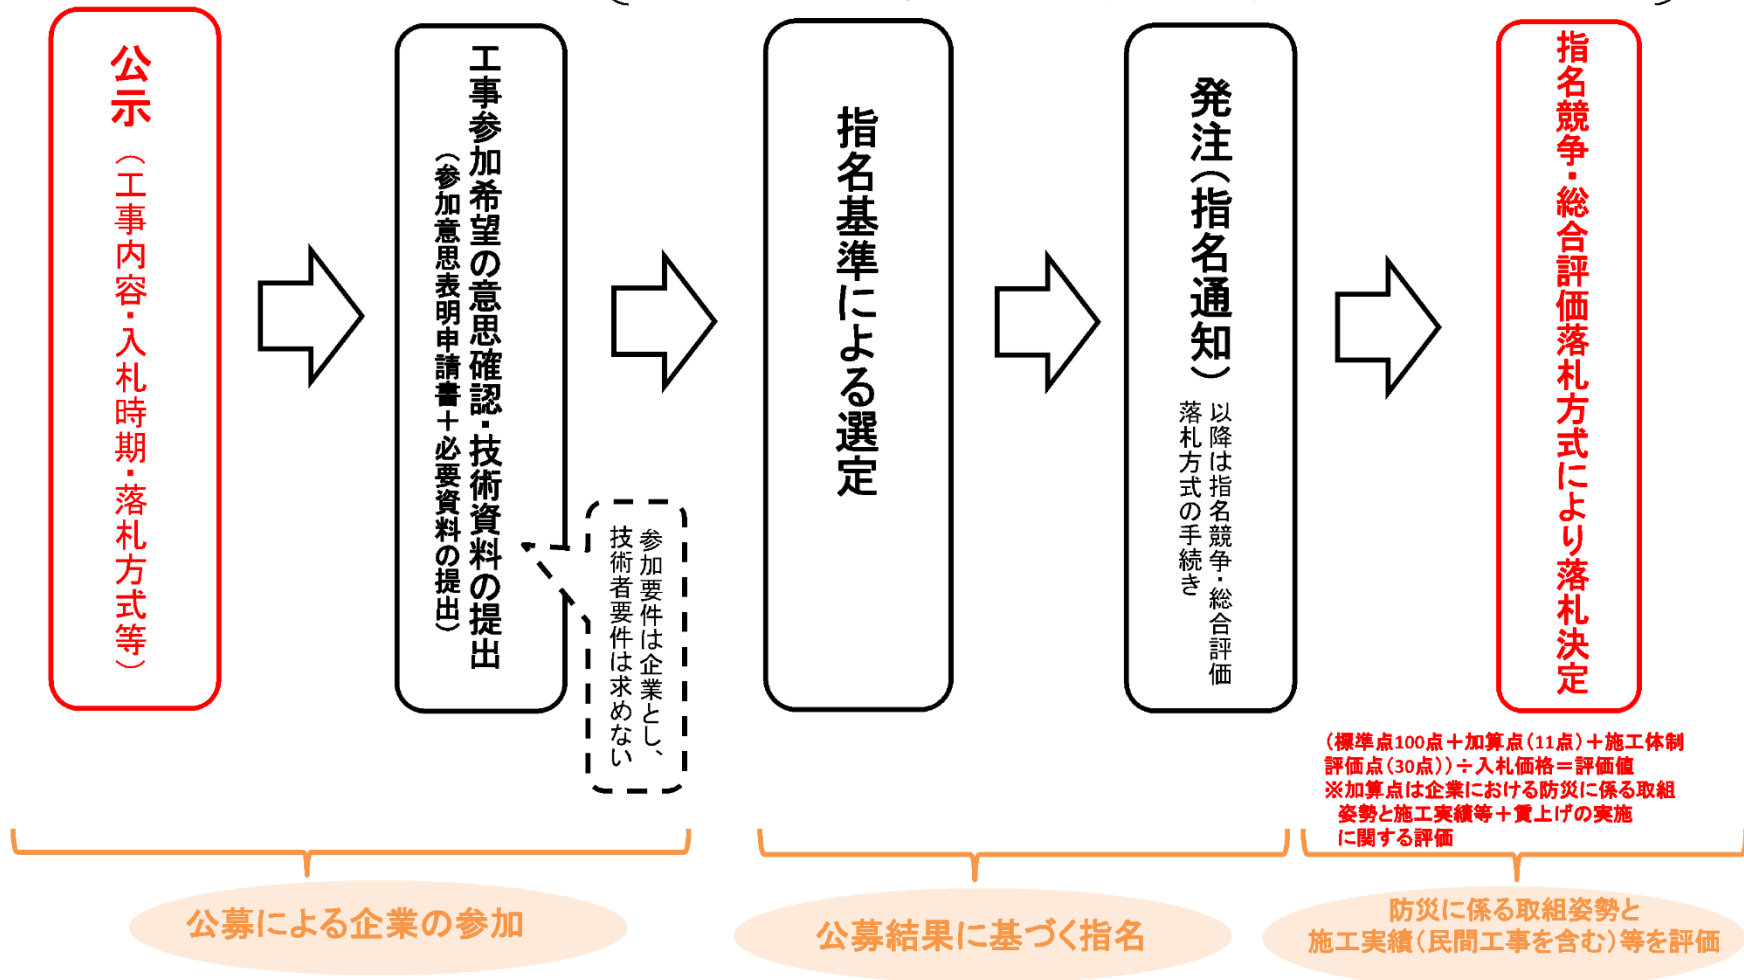 公示（工事内容・入札時期・落札方式等）
工事参加希望の意思確認・技術資料の提出
（参加意思表明申請書＋必要資料の提出）
参加要件は企業とし、
技術者要件は求めない
指名基準による選定
発注（指名通知）
以降は指名競争・総合評価
落札方式の手続き
指名競争・総合評価落札方式により落札決定
（標準点100点＋加算点（11点）＋施工体制
評価点（30点））÷入札価格＝評価値
※加算点は企業における防災に係る取組
姿勢と施工実績等＋賃上げの実施
に関する評価
公募による企業の参加
公募結果に基づく指名
防災に係る取組姿勢と
施工実績（民間工事を含む）等を評価